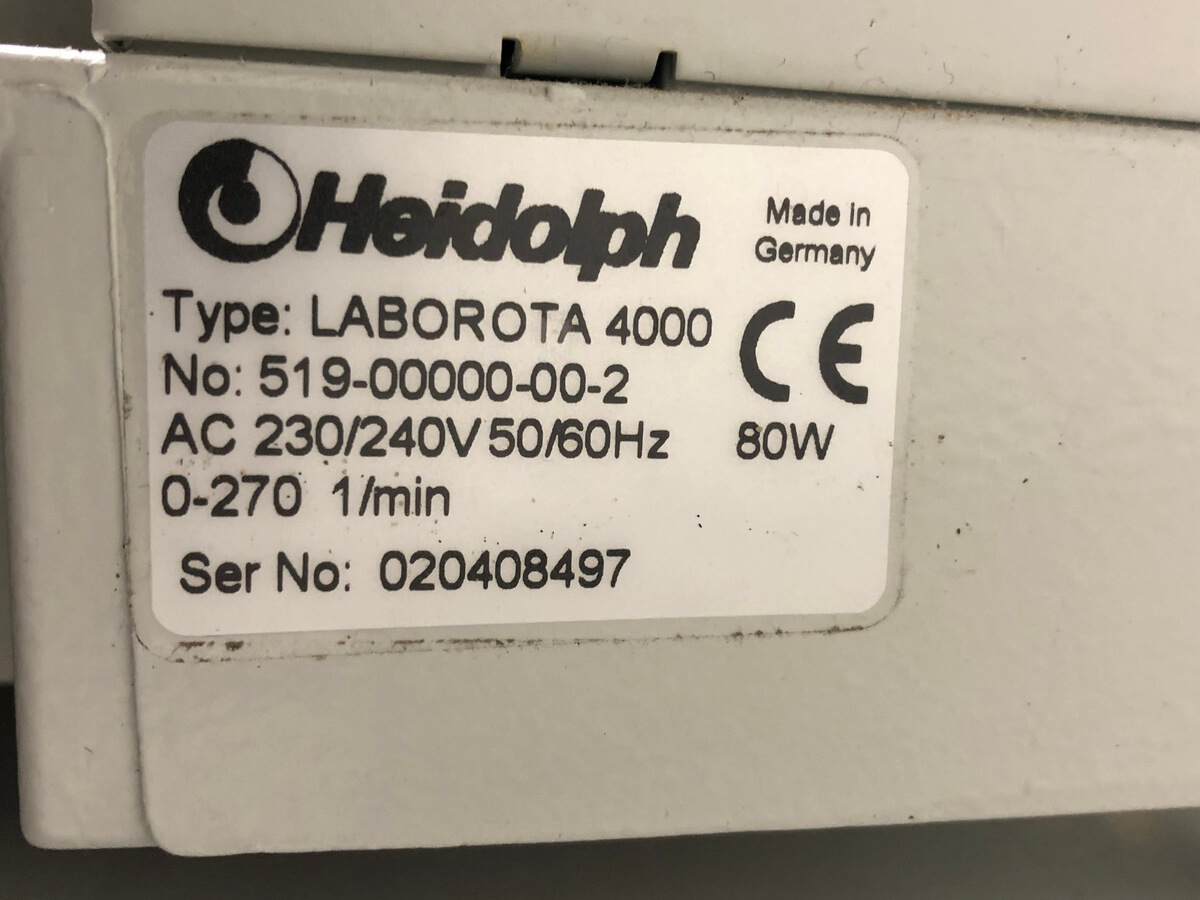 Heidolph
Made in
Germany
Type: LABOROTA 4000
CE
No: 519-00000-00-2
AC 230/240V 50/60Hz 80W
0-270 1/min
Ser No: 020408497